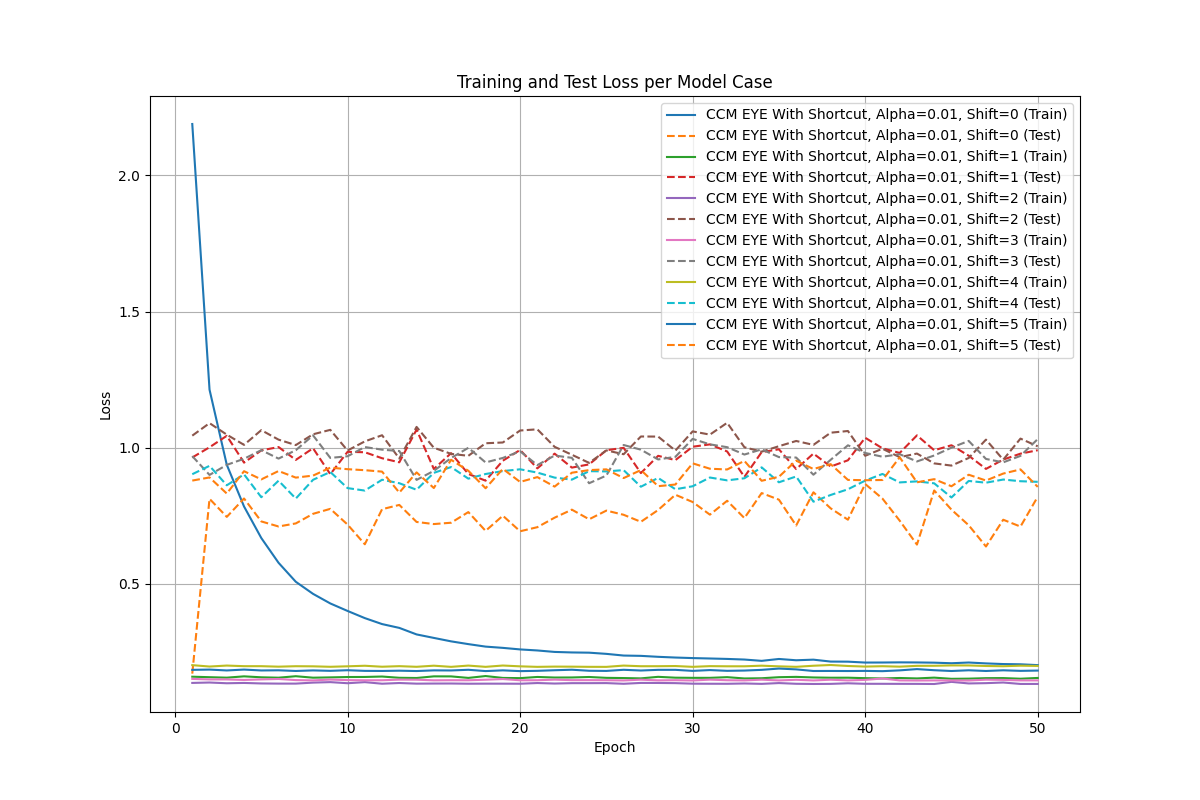 Training and Test Loss per Model Case
CCM EYE With Shortcut, Alpha=0.01, Shift=0 (Train)
CCM EYE With Shortcut, Alpha=0.01, Shift=0 (Test)
CCM EYE With Shortcut, Alpha=0.01, Shift=1 (Train)
CCM EYE With Shortcut, Alpha=0.01, Shift=1 (Test)
CCM EYE With Shortcut, Alpha=0.01, Shift=2 (Train)
CCM EYE With Shortcut, Alpha=0.01, Shift=2 (Test)
CCM EYE With Shortcut, Alpha=0.01, Shift=3 (Train)
CCM EYE With Shortcut, Alpha=0.01, Shift=3 (Test)
CCM EYE With Shortcut, Alpha=0.01, Shift=4 (Train)
CCM EYE With Shortcut, Alpha=0.01, Shift=4 (Test)
CCM EYE With Shortcut, Alpha=0.01, Shift=5 (Train)
CCM EYE With Shortcut, Alpha=0.01, Shift=5 (Test)
Loss
2.0
1.5
1.0
0.5
0 10 20 30 40 50
Epoch